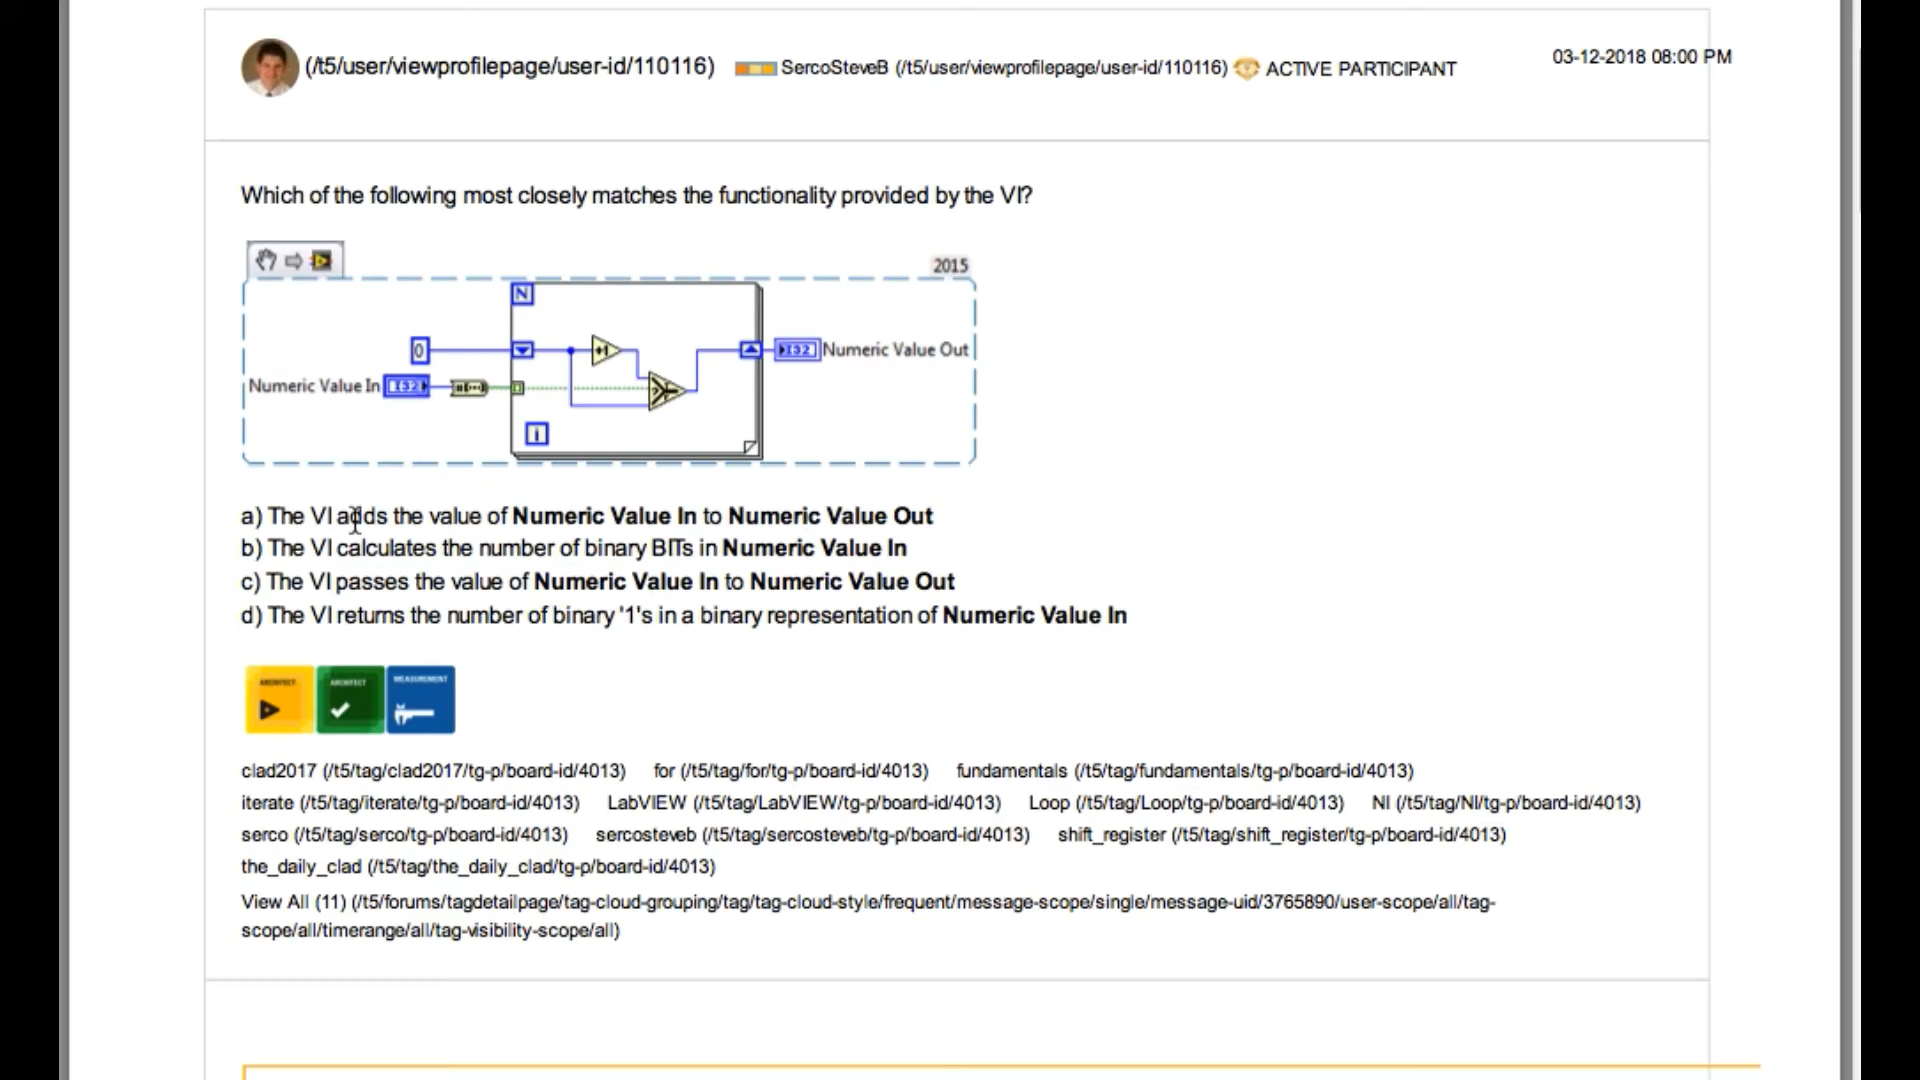 (/t5/user/viewprofilepage/user-id/110116) SercoSteveB (/t5/user/viewprofilepage/user-id/110116) ACTIVE PARTICIPANT 03-12-2018 08:00 PM
Which of the following most closely matches the functionality provided by the VI?
2015
N
0 +1 I32 Numeric Value Out
Numeric Value In I32
?
i
a) The VI adds the value of Numeric Value In to Numeric Value Out
b) The VI calculates the number of binary BITs in Numeric Value In
c) The VI passes the value of Numeric Value In to Numeric Value Out
d) The VI returns the number of binary '1's in a binary representation of Numeric Value In
ARCHITECT ARCHITECT MEASUREMENT
clad2017 (/t5/tag/clad2017/tg-p/board-id/4013) for (/t5/tag/for/tg-p/board-id/4013) fundamentals (/t5/tag/fundamentals/tg-p/board-id/4013)
iterate (/t5/tag/iterate/tg-p/board-id/4013) LabVIEW (/t5/tag/LabVIEW/tg-p/board-id/4013) Loop (/t5/tag/Loop/tg-p/board-id/4013) NI (/t5/tag/NI/tg-p/board-id/4013)
serco (/t5/tag/serco/tg-p/board-id/4013) sercosteveb (/t5/tag/sercosteveb/tg-p/board-id/4013) shift_register (/t5/tag/shift_register/tg-p/board-id/4013)
the_daily_clad (/t5/tag/the_daily_clad/tg-p/board-id/4013)
View All (11) (/t5/forums/tagdetailpage/tag-cloud-grouping/tag/tag-cloud-style/frequent/message-scope/single/message-uid/3765890/user-scope/all/tag-
scope/all/timerange/all/tag-visibility-scope/all)